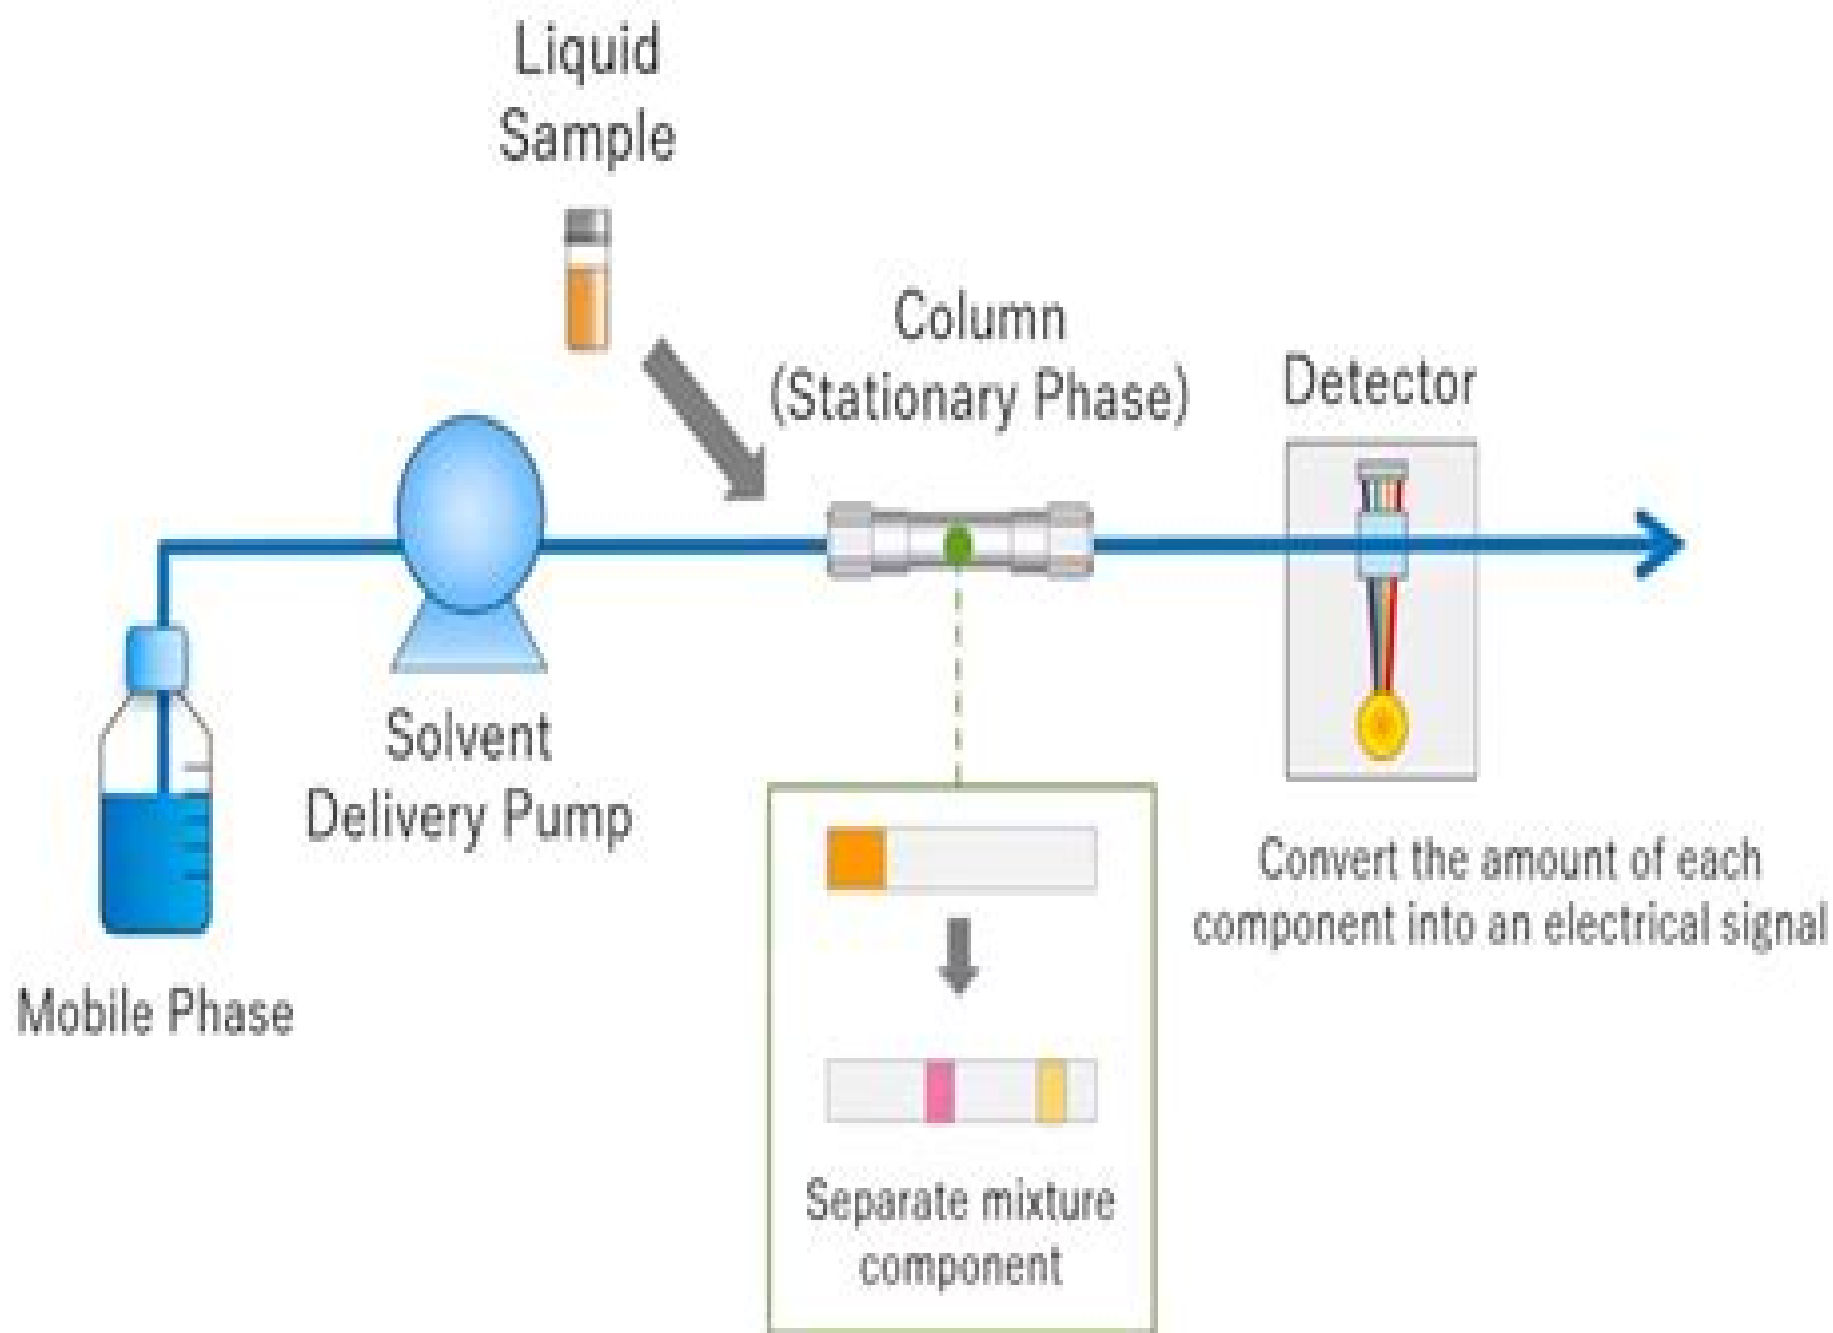 Liquid
Sample
Column
(Stationary Phase)
Detector
Solvent
Delivery Pump
Convert the amount of each
component into an electrical signal
Mobile Phase
Separate mixture
component